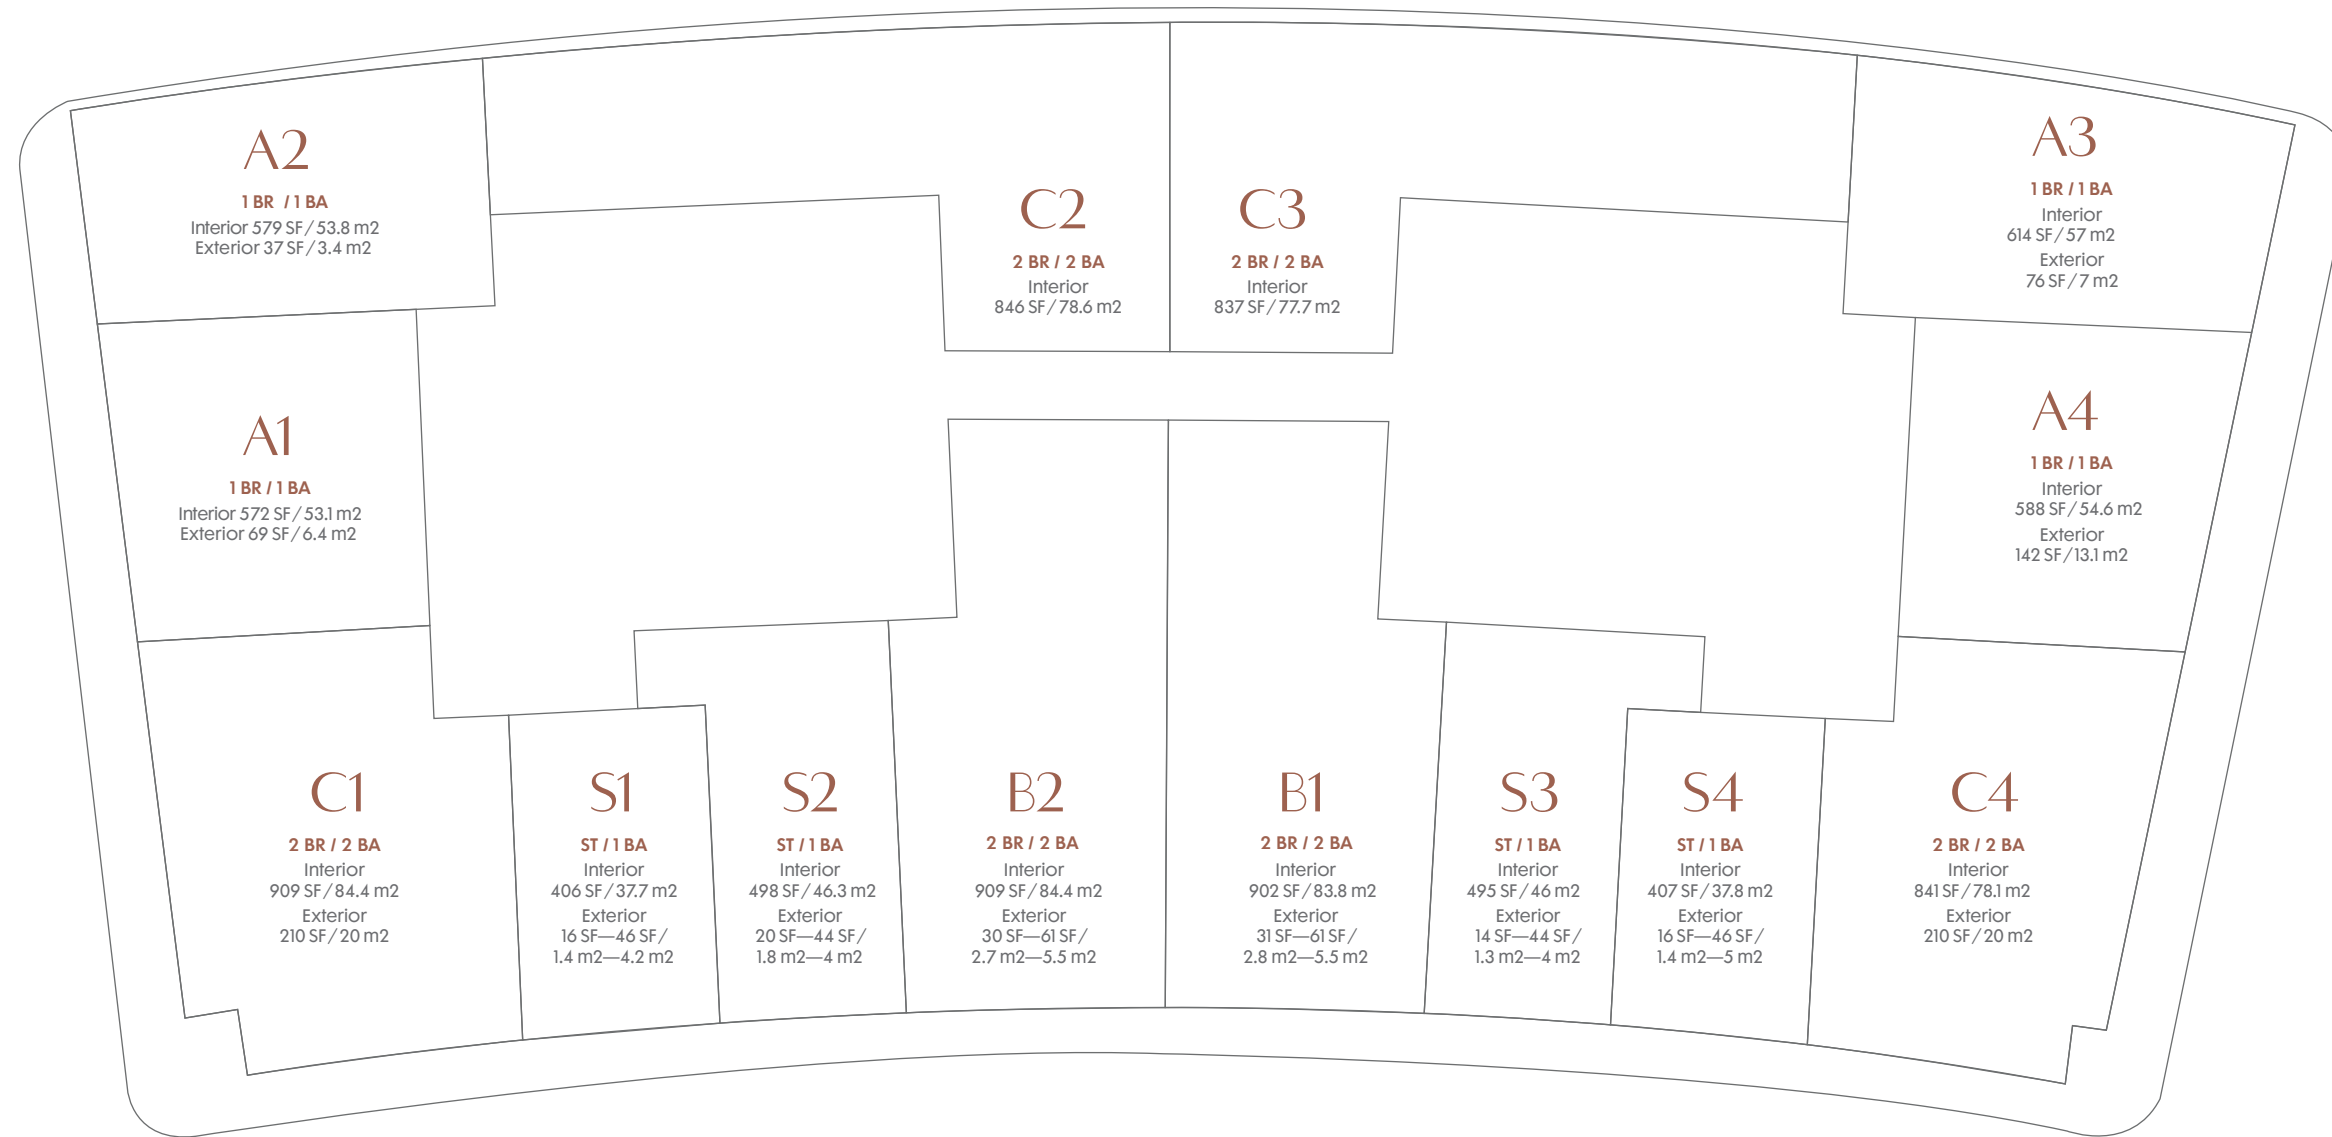 A2
1 BR / 1 BA
Interior 579 SF/53.8 m2
Exterior 37 SF/3.4 m2
C2
2 BR / 2 BA
Interior
846 SF/78.6 m2
C3
2 BR / 2 BA
Interior
837 SF/77.7 m2
A3
1 BR / 1 BA
Interior
614 SF/57 m2
Exterior
76 SF/7 m2
A1
1 BR / 1 BA
Interior 572 SF/53.1 m2
Exterior 69 SF/6.4 m2
A4
1 BR / 1 BA
Interior
588 SF/54.6 m2
Exterior
142 SF/13.1 m2
C1
2 BR / 2 BA
Interior
909 SF/84.4 m2
Exterior
210 SF/20 m2
S1
ST / 1 BA
Interior
406 SF/37.7 m2
Exterior
16 SF—46 SF/
1.4 m2—4.2 m2
S2
ST / 1 BA
Interior
498 SF/46.3 m2
Exterior
20 SF—44 SF/
1.8 m2—4 m2
B2
2 BR / 2 BA
Interior
909 SF/84.4 m2
Exterior
30 SF—61 SF/
2.7 m2—5.5 m2
B1
2 BR / 2 BA
Interior
902 SF/83.8 m2
Exterior
31 SF—61 SF/
2.8 m2—5.5 m2
S3
ST / 1 BA
Interior
495 SF/46 m2
Exterior
14 SF—44 SF/
1.3 m2—4 m2
S4
ST / 1 BA
Interior
407 SF/37.8 m2
Exterior
16 SF—46 SF/
1.4 m2—5 m2
C4
2 BR / 2 BA
Interior
841 SF/78.1 m2
Exterior
210 SF/20 m2